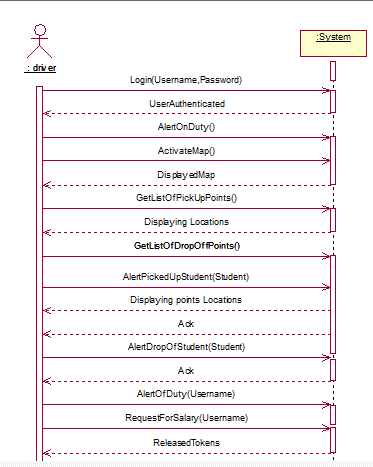 :System
: driver
Login(Username,Password)
UserAuthenticated
AlertOnDuty()
ActivateMap()
DisplayedMap
GetListOfPickUpPoints()
Displaying Locations
GetListOfDropOffPoints()
AlertPickedUpStudent(Student)
Displaying points Locations
Ack
AlertDropOfStudent(Student)
Ack
AlertOfDuty(Username)
RequestForSalary(Username)
ReleasedTokens